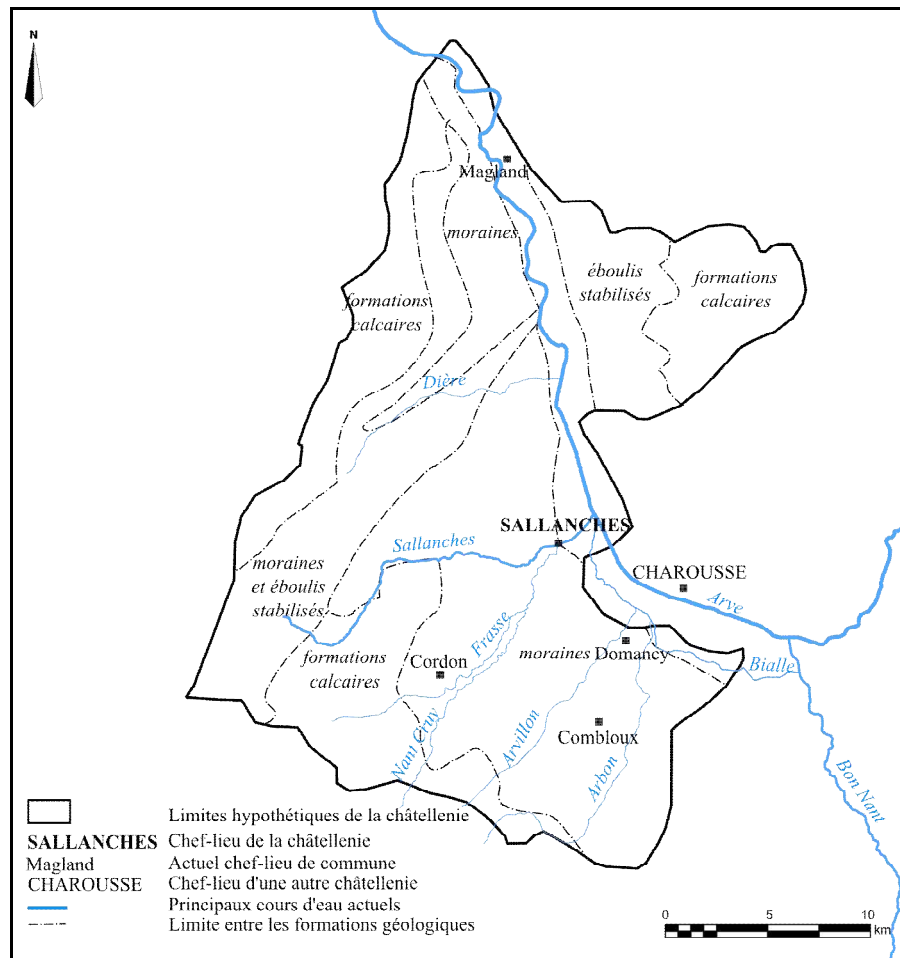 N
Magland
moraines
éboulis
stabilisés
formations
calcaires
formations
calcaires
Dière
SALLANCHES
Sallanches
CHAROUSSE
Arve
moraines
et éboulis
stabilisés
Frasse
formations
calcaires
Cordon
moraines
Domancy
Bialle
Nant Cruy
Arvillon
Combloux
Arbon
Bon Nant
Limites hypothétiques de la châtellenie
SALLANCHES Chef-lieu de la châtellenie
Magland Actuel chef-lieu de commune
CHAROUSSE Chef-lieu d'une autre châtellenie
Principaux cours d'eau actuels
Limite entre les formations géologiques
0 5 10
km